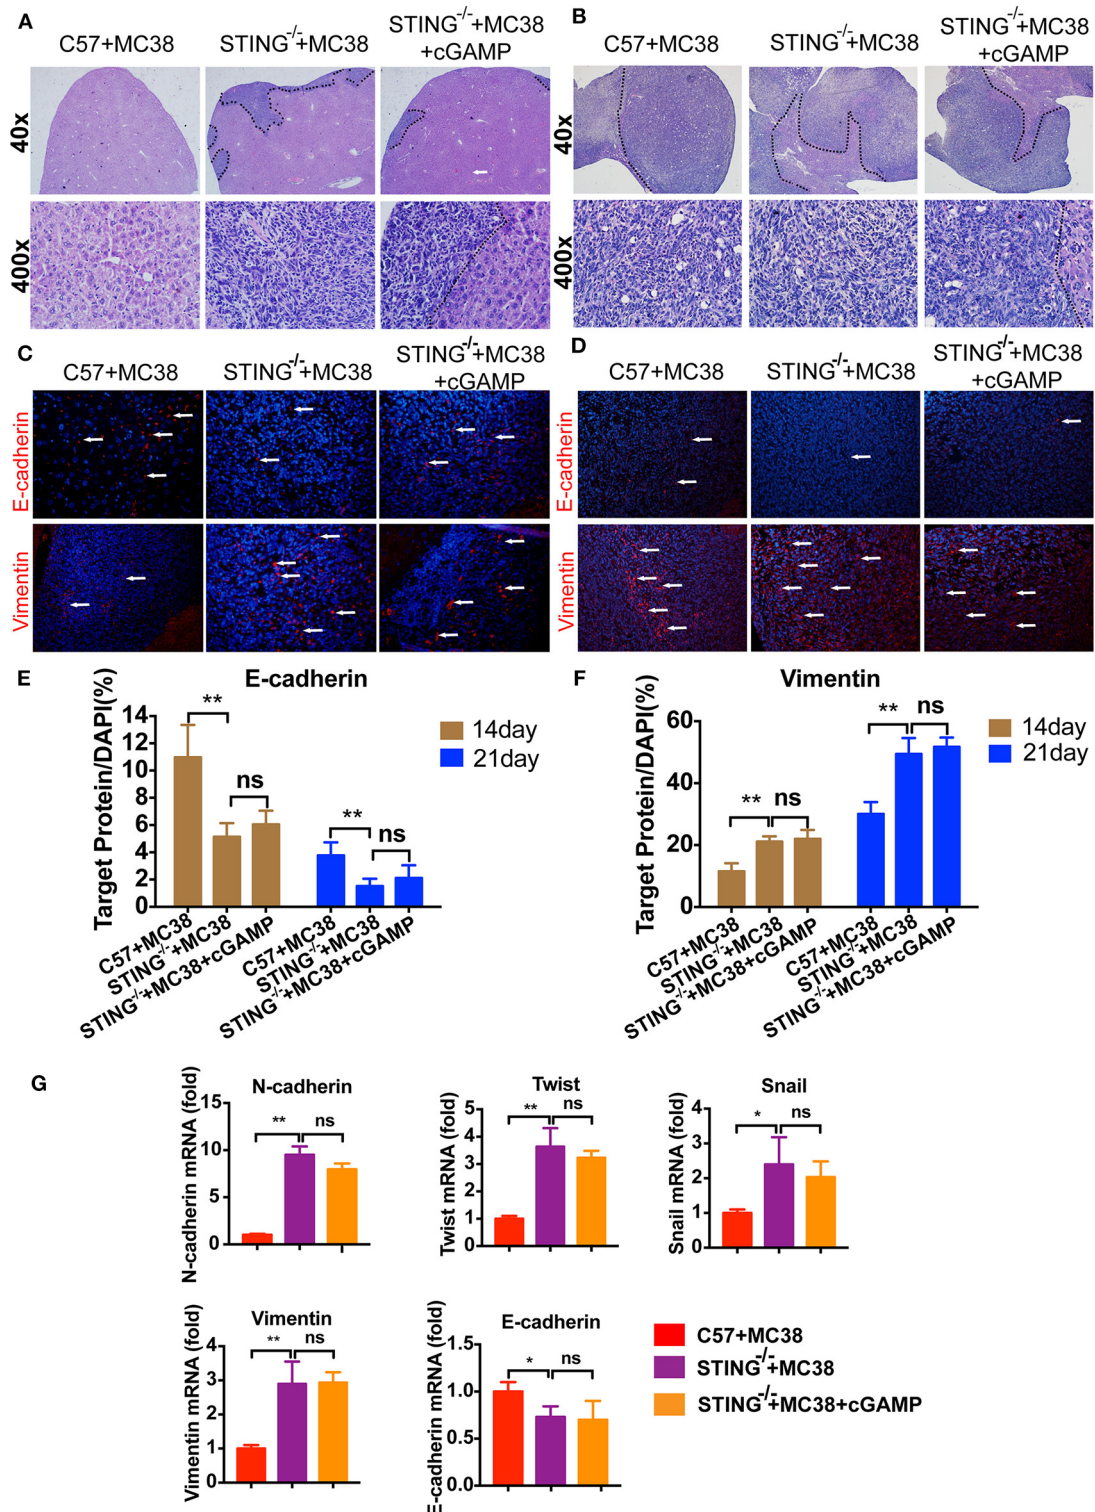 A
C57+MC38
STING-/-+MC38
STING-/-+MC38
+cGAMP
40x
400x
B
C57+MC38
STING-/-+MC38
STING-/-+MC38
+cGAMP
40x
400x
C
C57+MC38
STING-/-+MC38
STING-/-+MC38
+cGAMP
E-cadherin
Vimentin
D
C57+MC38
STING-/-+MC38
STING-/-+MC38
+cGAMP
E-cadherin
Vimentin
E
E-cadherin
Target Protein/DAPI(%)
14
12
10
8
6
4
2
0
**
ns
**
ns
14day
21day
C57+MC38
STING-/-+MC38
STING-/-+MC38+cGAMP
C57+MC38
STING-/-+MC38
STING-/-+MC38+cGAMP
F
Vimentin
Target Protein/DAPI(%)
60
40
20
0
**
ns
**
ns
14day
21day
C57+MC38
STING-/-+MC38
STING-/-+MC38+cGAMP
C57+MC38
STING-/-+MC38
STING-/-+MC38+cGAMP
G
N-cadherin
N-cadherin mRNA (fold)
15
10
5
0
**
ns
Twist
Twist mRNA (fold)
5
4
3
2
1
0
**
ns
Snail
Snail mRNA (fold)
4
3
2
1
0
*
ns
Vimentin
Vimentin mRNA (fold)
4
3
2
1
0
**
ns
E-cadherin
E-cadherin mRNA (fold)
1.5
1.0
0.5
0.0
*
ns
C57+MC38
STING-/-+MC38
STING-/-+MC38+cGAMP